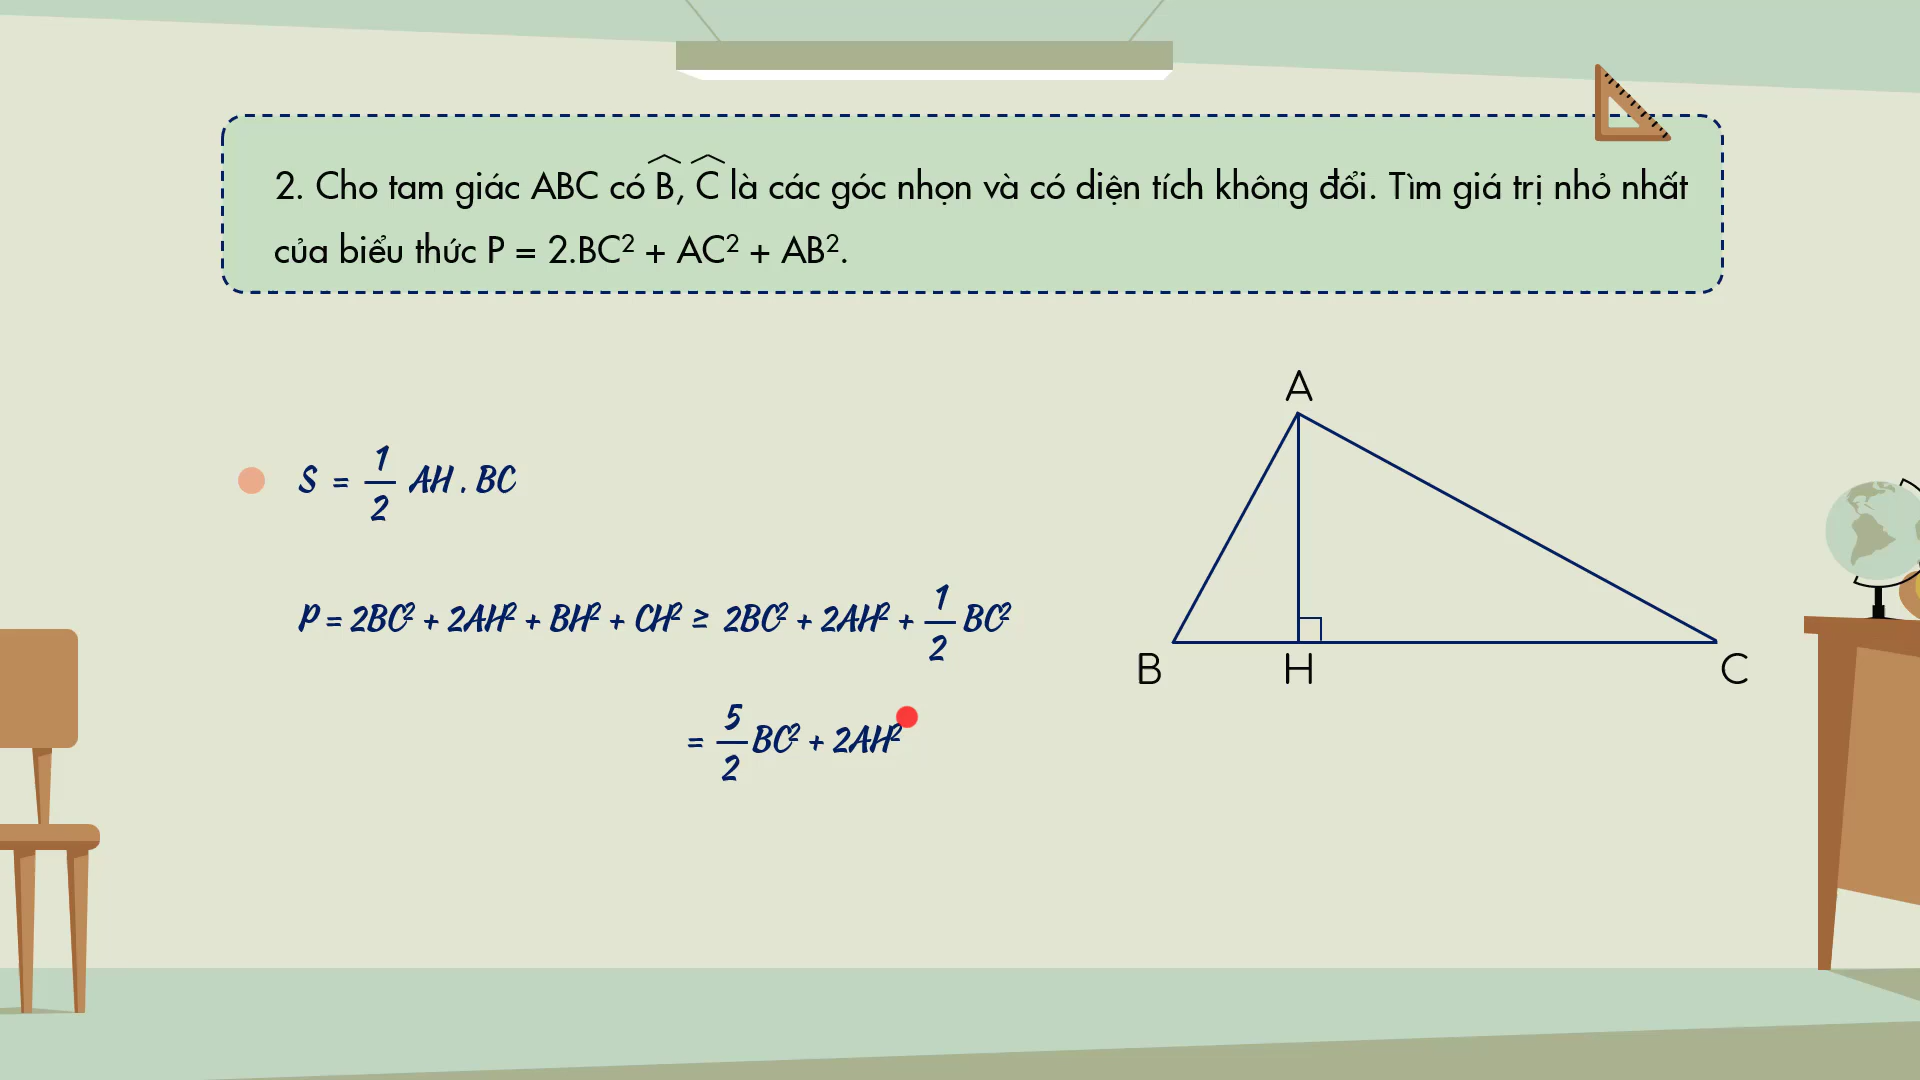 2. Cho tam giác ABC có B̂, Ĉ là các góc nhọn và có diện tích không đổi. Tìm giá trị nhỏ nhất
của biểu thức P = 2.BC² + AC² + AB².
A
S = 1/2 AH . BC
P = 2BC² + 2AH² + BH² + CH² ≥ 2BC² + 2AH² + 1/2 BC²
B H C
= 5/2 BC² + 2AH²